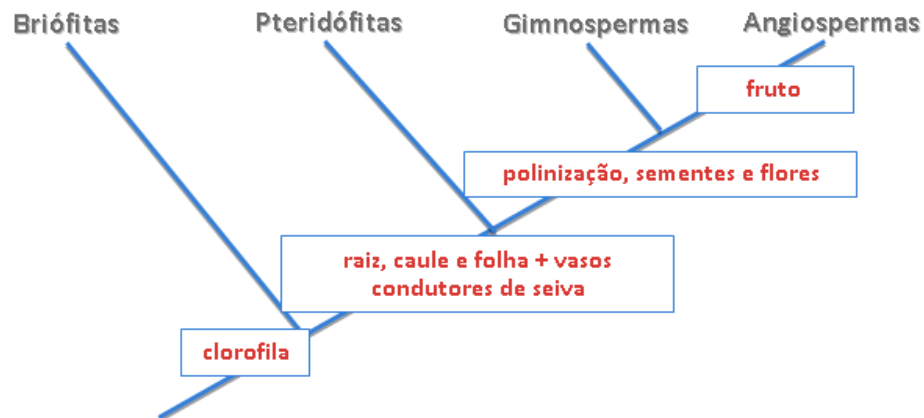 Briófitas
Pteridófitas
Gimnospermas
Angiospermas
fruto
polinização, sementes e flores
raiz, caule e folha + vasos
condutores de seiva
clorofila